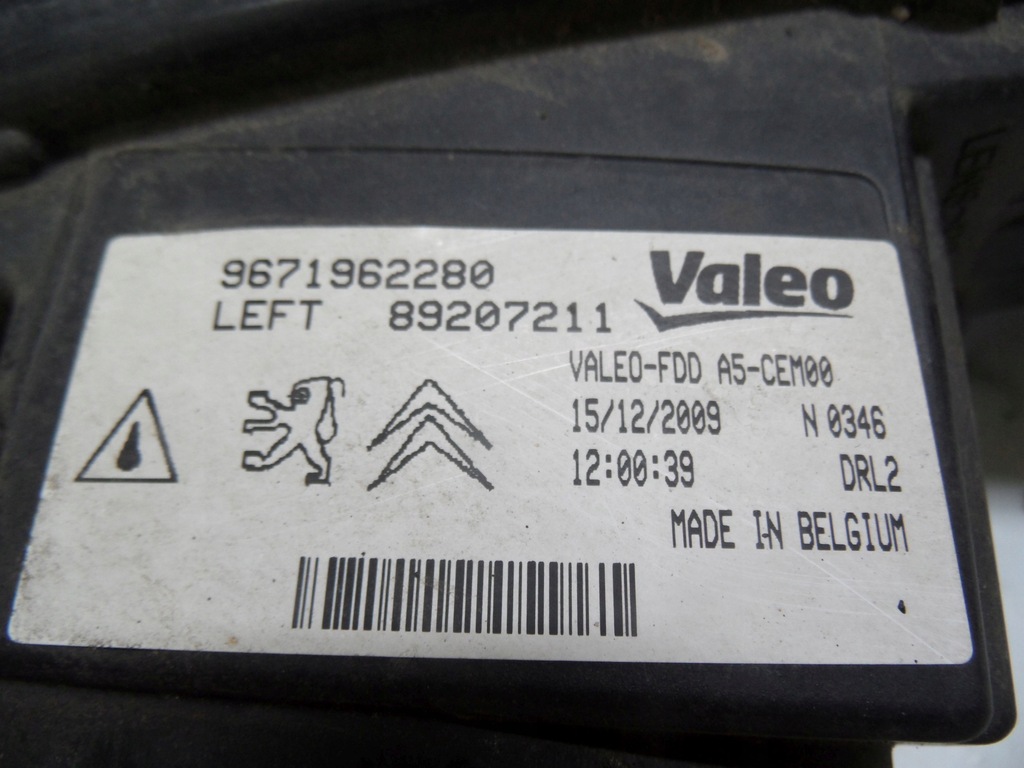 9671962280
LEFT 89207211
Valeo
VALEO-FDD A5-CEM00
15/12/2009 N 0346
12:00:39 DRL2
MADE IN BELGIUM